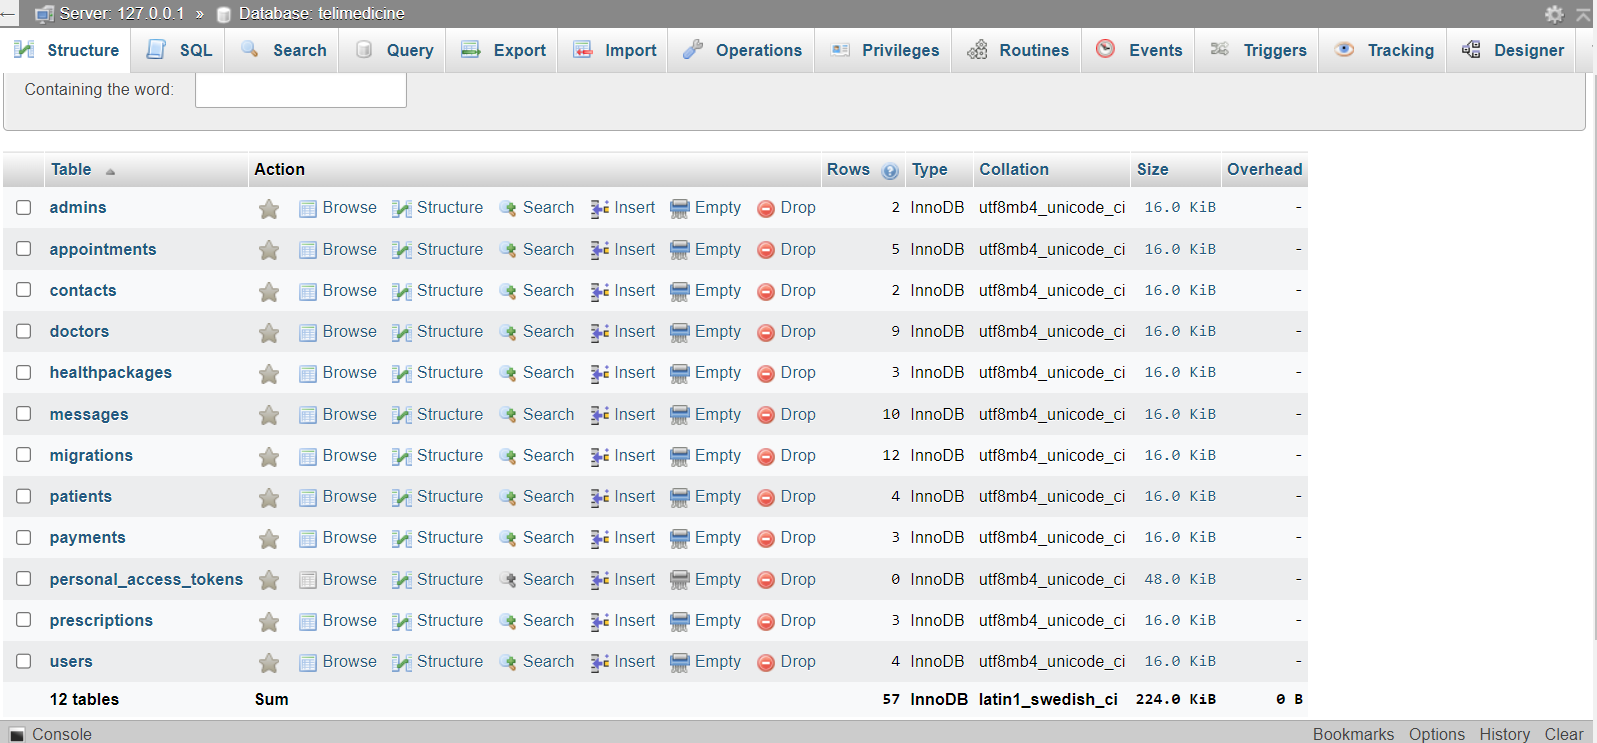 Server: 127.0.0.1 » Database: telimedicine
Structure SQL Search Query Export Import Operations Privileges Routines Events Triggers Tracking Designer
Containing the word:
Table Action Rows Type Collation Size Overhead
admins Browse Structure Search Insert Empty Drop 2 InnoDB utf8mb4_unicode_ci 16.0 KiB -
appointments Browse Structure Search Insert Empty Drop 5 InnoDB utf8mb4_unicode_ci 16.0 KiB -
contacts Browse Structure Search Insert Empty Drop 2 InnoDB utf8mb4_unicode_ci 16.0 KiB -
doctors Browse Structure Search Insert Empty Drop 9 InnoDB utf8mb4_unicode_ci 16.0 KiB -
healthpackages Browse Structure Search Insert Empty Drop 3 InnoDB utf8mb4_unicode_ci 16.0 KiB -
messages Browse Structure Search Insert Empty Drop 10 InnoDB utf8mb4_unicode_ci 16.0 KiB -
migrations Browse Structure Search Insert Empty Drop 12 InnoDB utf8mb4_unicode_ci 16.0 KiB -
patients Browse Structure Search Insert Empty Drop 4 InnoDB utf8mb4_unicode_ci 16.0 KiB -
payments Browse Structure Search Insert Empty Drop 3 InnoDB utf8mb4_unicode_ci 16.0 KiB -
personal_access_tokens Browse Structure Search Insert Empty Drop 0 InnoDB utf8mb4_unicode_ci 48.0 KiB -
prescriptions Browse Structure Search Insert Empty Drop 3 InnoDB utf8mb4_unicode_ci 16.0 KiB -
users Browse Structure Search Insert Empty Drop 4 InnoDB utf8mb4_unicode_ci 16.0 KiB -
12 tables Sum 57 InnoDB latin1_swedish_ci 224.0 KiB 0 B
Console Bookmarks Options History Clear